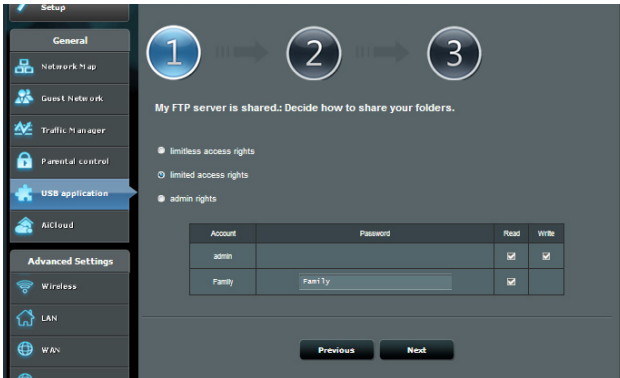 Setup
General
Network Map
Guest Network
Traffic Manager
Parental control
USB application
AiCloud
Advanced Settings
Wireless
LAN
WAN
1 2 3
My FTP server is shared.: Decide how to share your folders.
limitless access rights
limited access rights
admin rights
Account Password Read Write
admin
Family Family
Previous Next